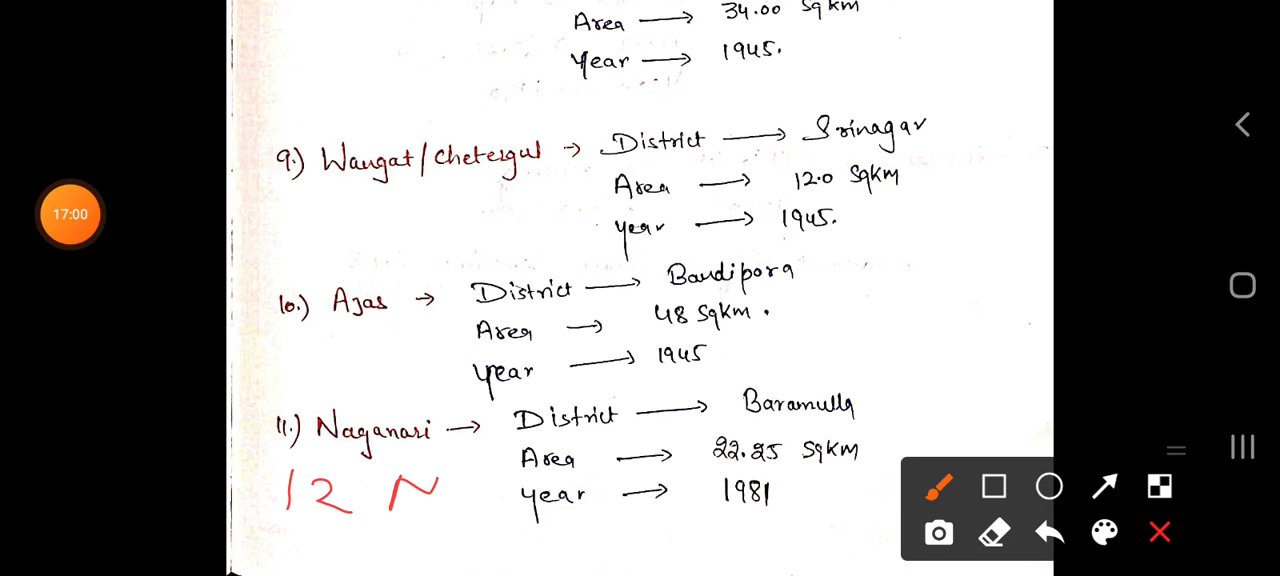 Area → 34.00 Sqkm
Year → 1945.
17:00
9.) Wangat/Chetergul → District → Srinagar
Area → 12.0 Sqkm
year → 1945.
10.) Ajas → District → Bandipora
Area → 48 Sqkm.
year → 1945
11.) Naganari → District → Baramulla
Area → 22.25 SqKM
year → 1981
12 N